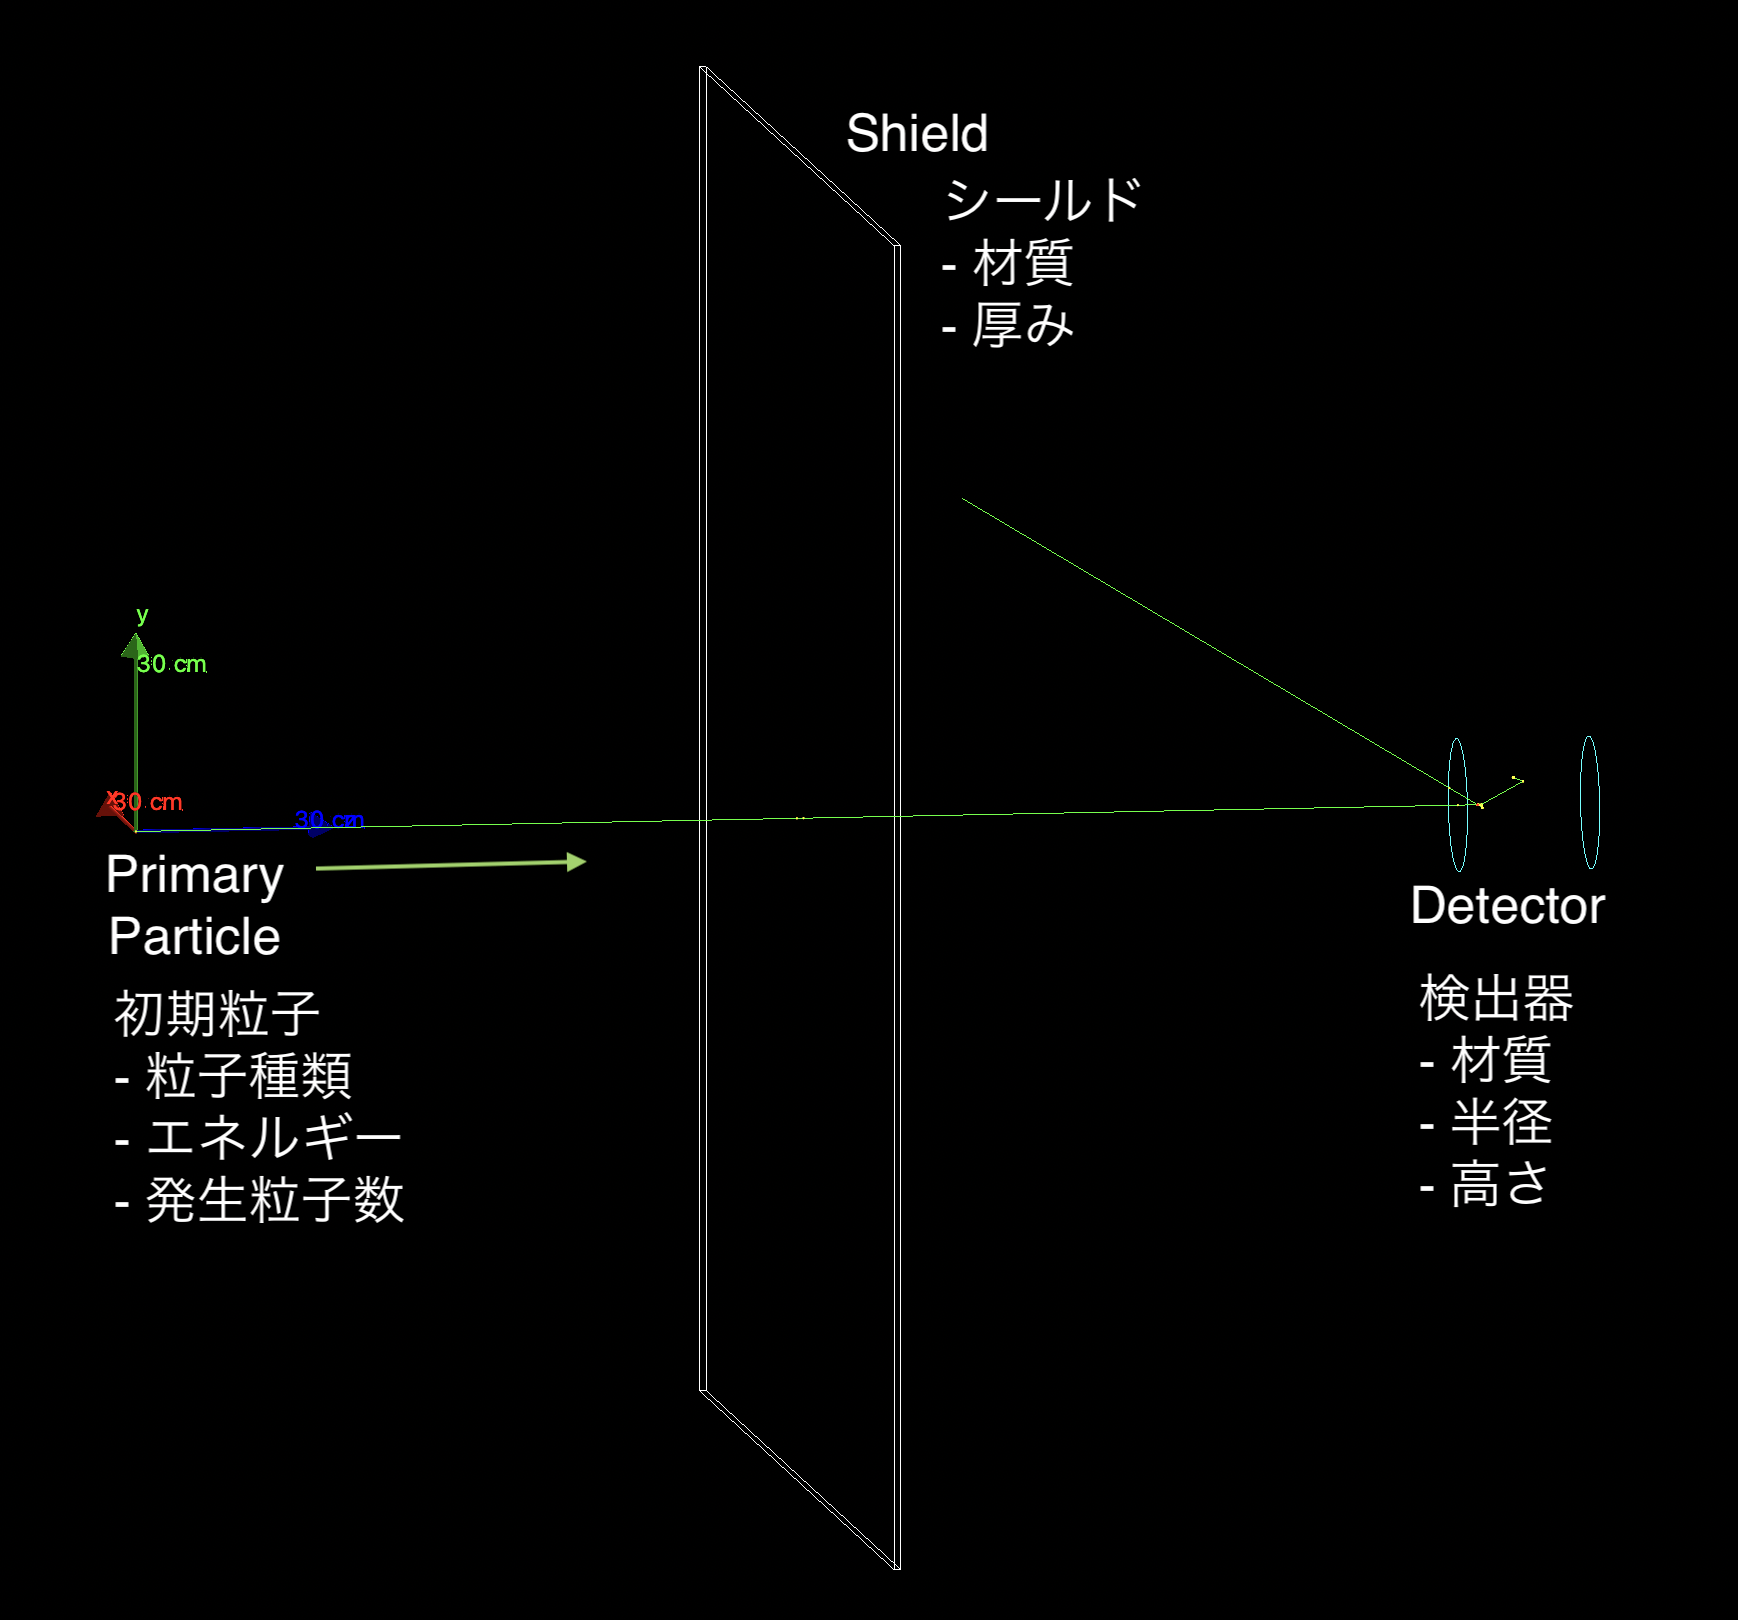 Shield
シールド
- 材質
- 厚み
y
30 cm
x
30 cm
30 cm
Primary
Particle
初期粒子
- 粒子種類
- エネルギー
- 発生粒子数
Detector
検出器
- 材質
- 半径
- 高さ